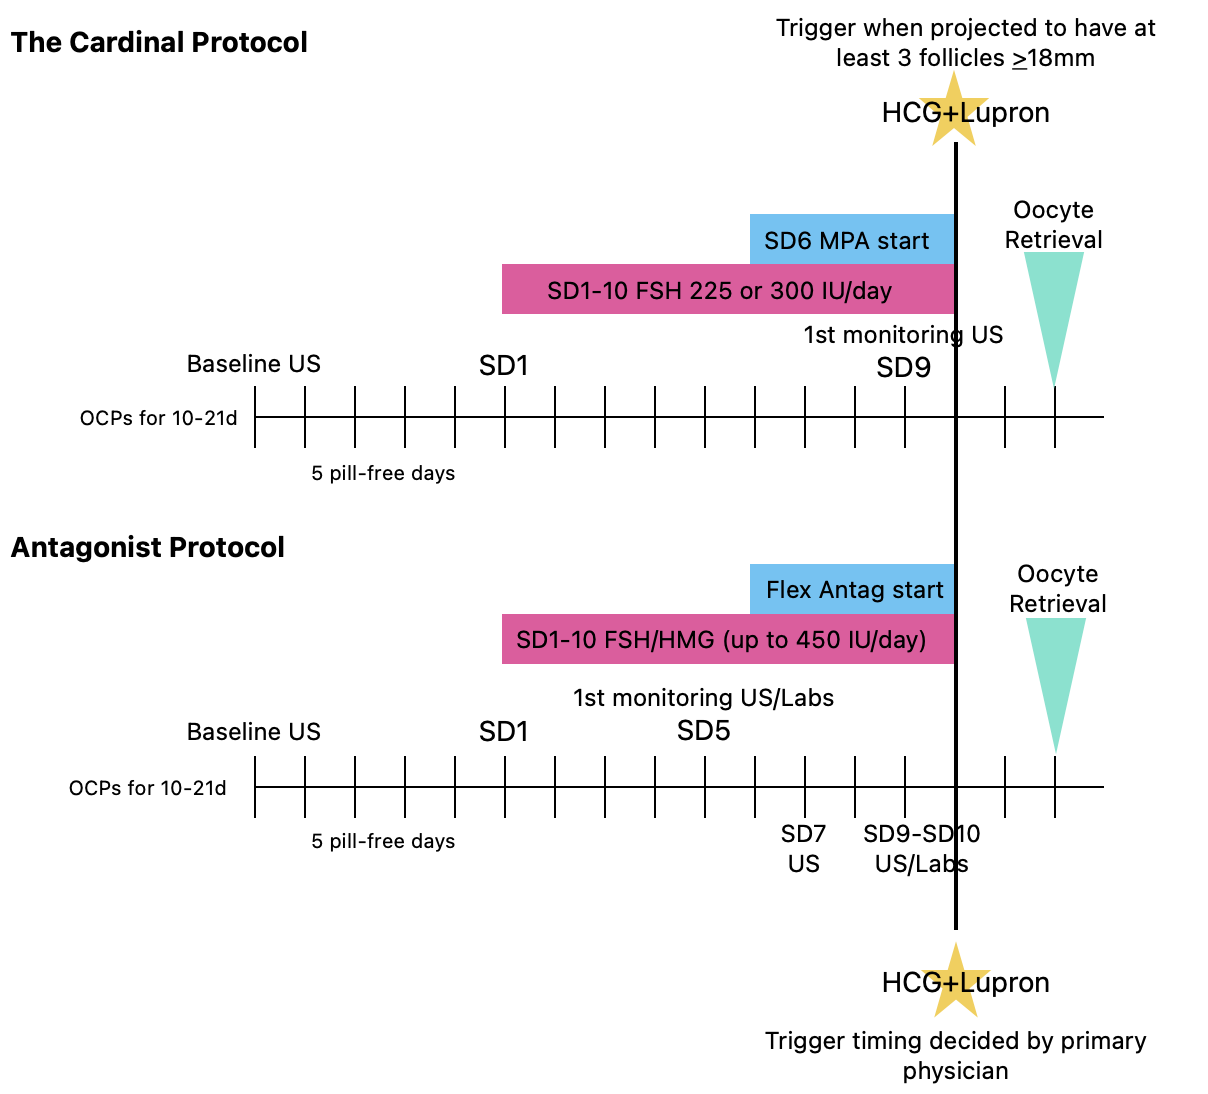 The Cardinal Protocol
Trigger when projected to have at
least 3 follicles ≥18mm
HCG+Lupron
Oocyte
Retrieval
SD6 MPA start
SD1-10 FSH 225 or 300 IU/day
1st monitoring US
Baseline US
SD1
SD9
OCPs for 10-21d
5 pill-free days
Antagonist Protocol
Oocyte
Retrieval
Flex Antag start
SD1-10 FSH/HMG (up to 450 IU/day)
1st monitoring US/Labs
Baseline US
SD1
SD5
OCPs for 10-21d
5 pill-free days
SD7
US
SD9-SD10
US/Labs
HCG+Lupron
Trigger timing decided by primary
physician